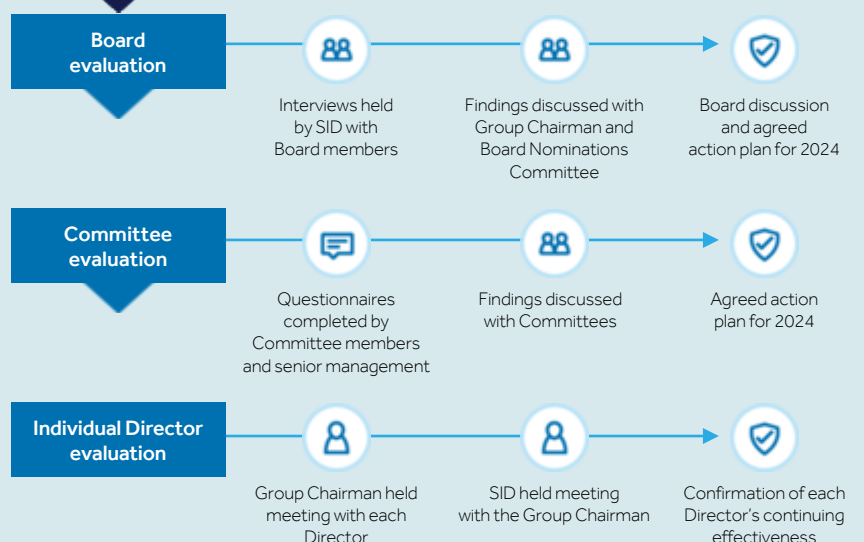 Board
evaluation
Interviews held
by SID with
Board members
Findings discussed with
Group Chairman and
Board Nominations
Committee
Board discussion
and agreed
action plan for 2024
Committee
evaluation
Questionnaires
completed by
Committee members
and senior management
Findings discussed
with Committees
Agreed action
plan for 2024
Individual Director
evaluation
Group Chairman held
meeting with each
Director
SID held meeting
with the Group Chairman
Confirmation of each
Director's continuing
effectiveness